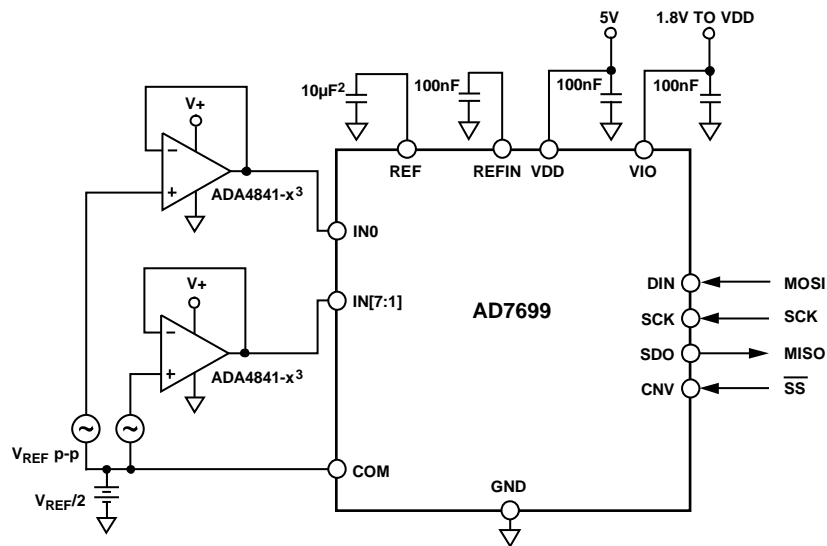 5V
1.8V TO VDD
10µF²
100nF
100nF
100nF
V+
REF
REFIN
VDD
VIO
−
+
ADA4841-x³
IN0
V+
IN[7:1]
AD7699
DIN
MOSI
SCK
SCK
SDO
MISO
CNV
SS
−
+
ADA4841-x³
~
~
VREF p-p
COM
VREF/2
GND